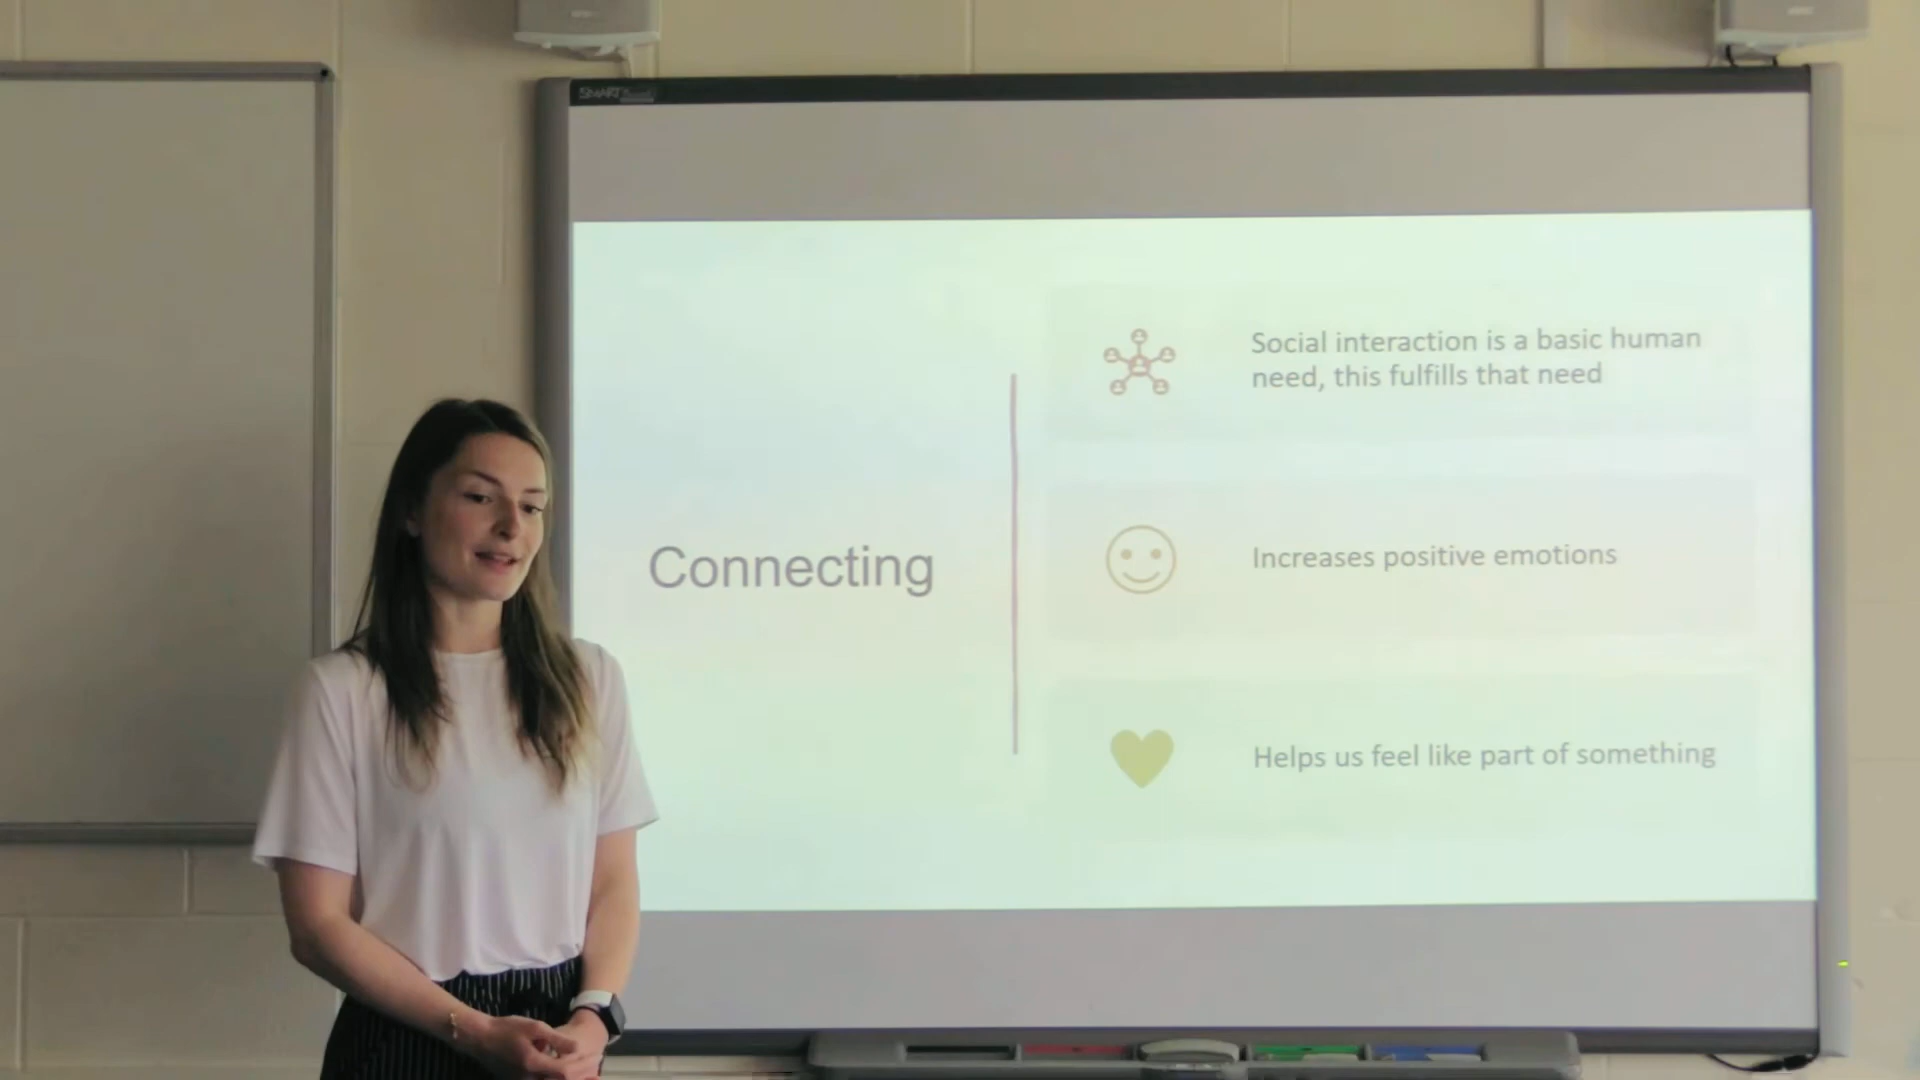 SMART
Connecting
Social interaction is a basic human
need, this fulfills that need
Increases positive emotions
Helps us feel like part of something